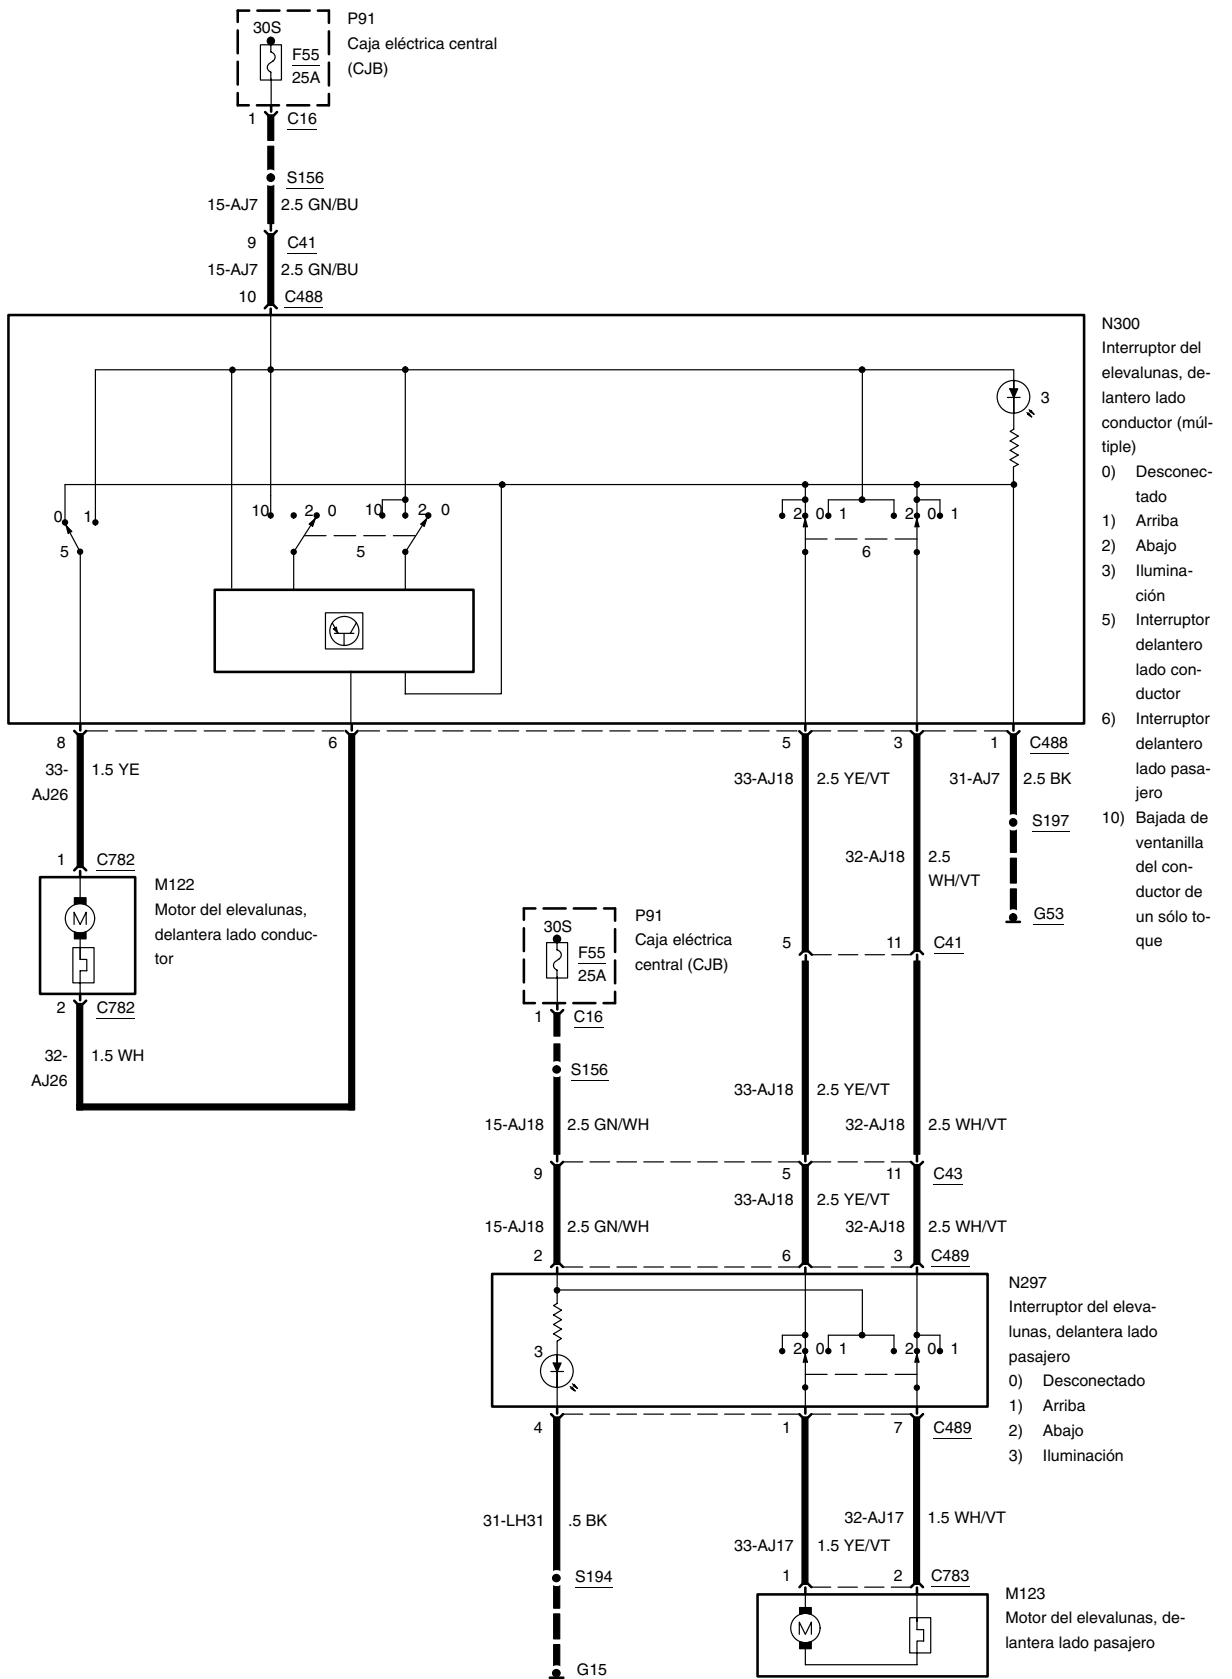 30S
F55
25A
P91
Caja eléctrica central
(CJB)
1 C16
S156
15-AJ7 2.5 GN/BU
9 C41
15-AJ7 2.5 GN/BU
10 C488
3
0 1
5
10 2 0
10 2 0
5
2 0 1
2 0 1
6
N300
Interruptor del
elevalunas, de-
lantero lado
conductor (múl-
tiple)
0) Desconec-
tado
1) Arriba
2) Abajo
3) Ilumina-
ción
5) Interruptor
delantero
lado con-
ductor
6) Interruptor
delantero
lado pasa-
jero
10) Bajada de
ventanilla
del con-
ductor de
un sólo to-
que
8 6 5 3 1 C488
33-
AJ26
1.5 YE
33-AJ18 2.5 YE/VT
31-AJ7 2.5 BK
S197
32-AJ18 2.5
WH/VT
G53
1 C782
M
M122
Motor del elevalunas,
delantera lado conduc-
tor
2 C782
32-
AJ26
1.5 WH
30S
F55
25A
P91
Caja eléctrica
central (CJB)
5 11 C41
1 C16
S156
33-AJ18 2.5 YE/VT
15-AJ18 2.5 GN/WH
32-AJ18 2.5 WH/VT
9 5 11 C43
33-AJ18 2.5 YE/VT
15-AJ18 2.5 GN/WH
32-AJ18 2.5 WH/VT
2 6 3 C489
3
2 0 1
2 0 1
N297
Interruptor del eleva-
lunas, delantera lado
pasajero
0) Desconectado
1) Arriba
2) Abajo
3) Iluminación
4 1 7 C489
31-LH31 .5 BK
32-AJ17 1.5 WH/VT
33-AJ17 1.5 YE/VT
S194
1 2 C783
M
M123
Motor del elevalunas, de-
lantera lado pasajero
G15